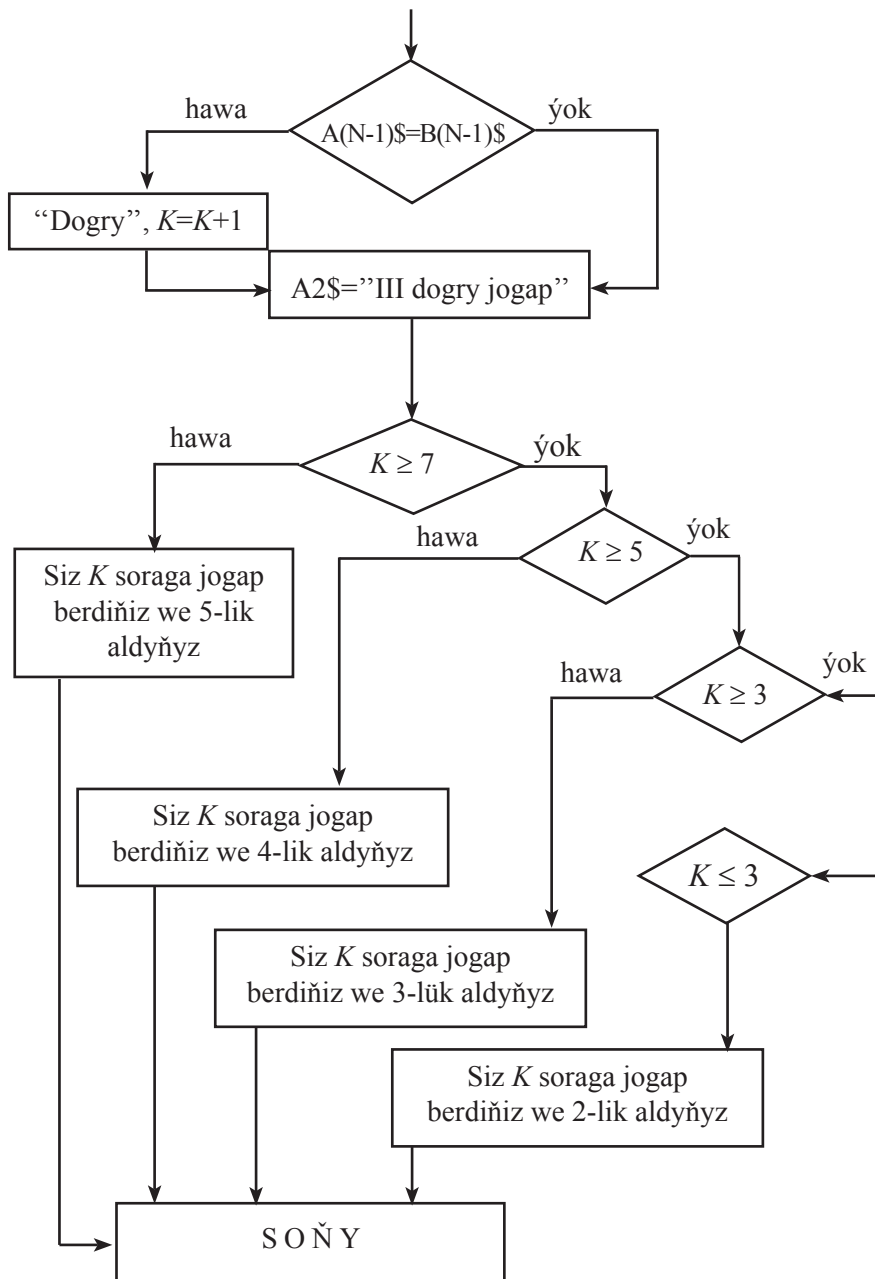 hawa
ýok
A(N-1)$=B(N-1)$
“Dogry”, K=K+1
A2$=”III dogry jogap”
hawa
K ≥ 7
ýok
hawa
K ≥ 5
ýok
Siz K soraga jogap
berdiňiz we 5-lik
aldyňyz
hawa
K ≥ 3
ýok
Siz K soraga jogap
berdiňiz we 4-lik aldyňyz
K ≤ 3
Siz K soraga jogap
berdiňiz we 3-lük aldyňyz
Siz K soraga jogap
berdiňiz we 2-lik aldyňyz
S O Ň Y